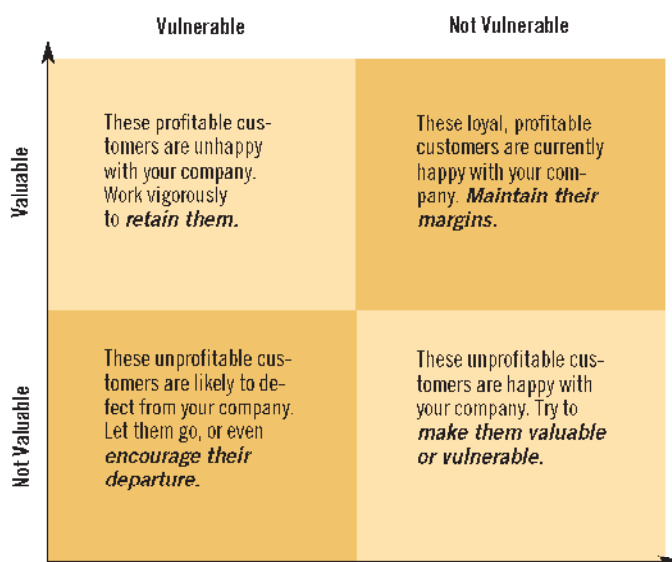 Vulnerable
Not Vulnerable
Valuable
These profitable cus-
tomers are unhappy
with your company.
Work vigorously
to retain them.
These loyal, profitable
customers are currently
happy with your com-
pany. Maintain their
margins.
Not Valuable
These unprofitable cus-
tomers are likely to de-
fect from your company.
Let them go, or even
encourage their
departure.
These unprofitable cus-
tomers are happy with
your company. Try to
make them valuable
or vulnerable.